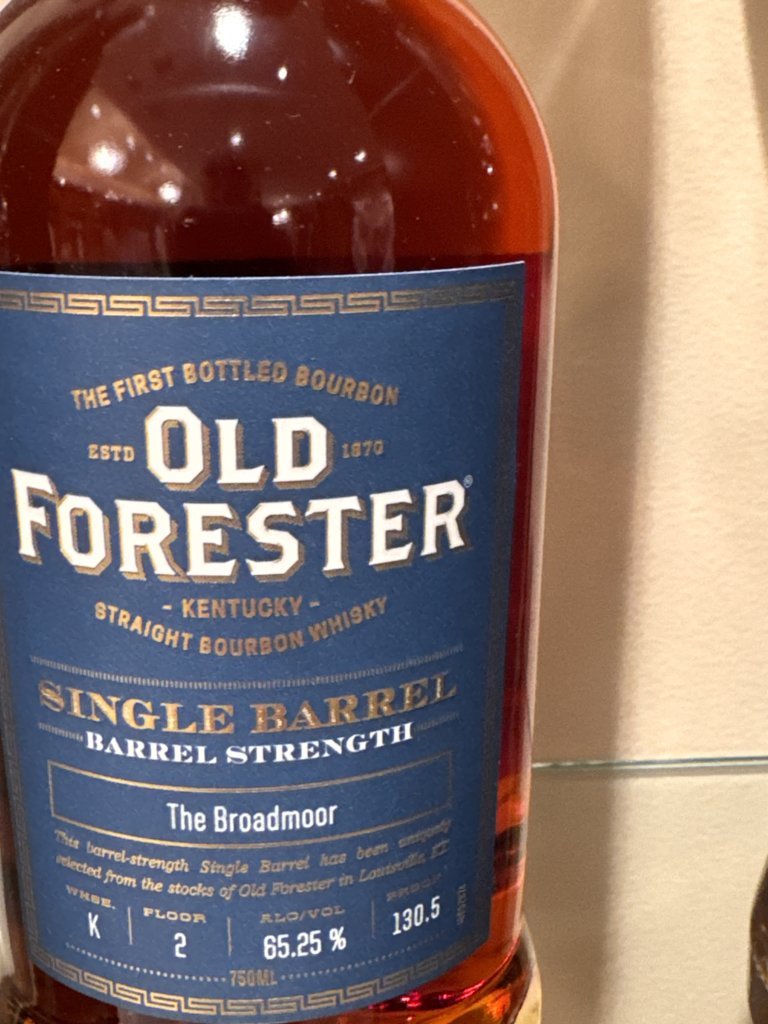 THE FIRST BOTTLED BOURBON
ESTD 1870
OLD
FORESTER®
- KENTUCKY -
STRAIGHT BOURBON WHISKY
SINGLE BARREL
BARREL STRENGTH
The Broadmoor
This barrel-strength Single Barrel has been uniquely
selected from the stocks of Old Forester in Louisville, KY
WHSE. FLOOR ALC/VOL PROOF
K 2 65.25 % 130.5
750ML